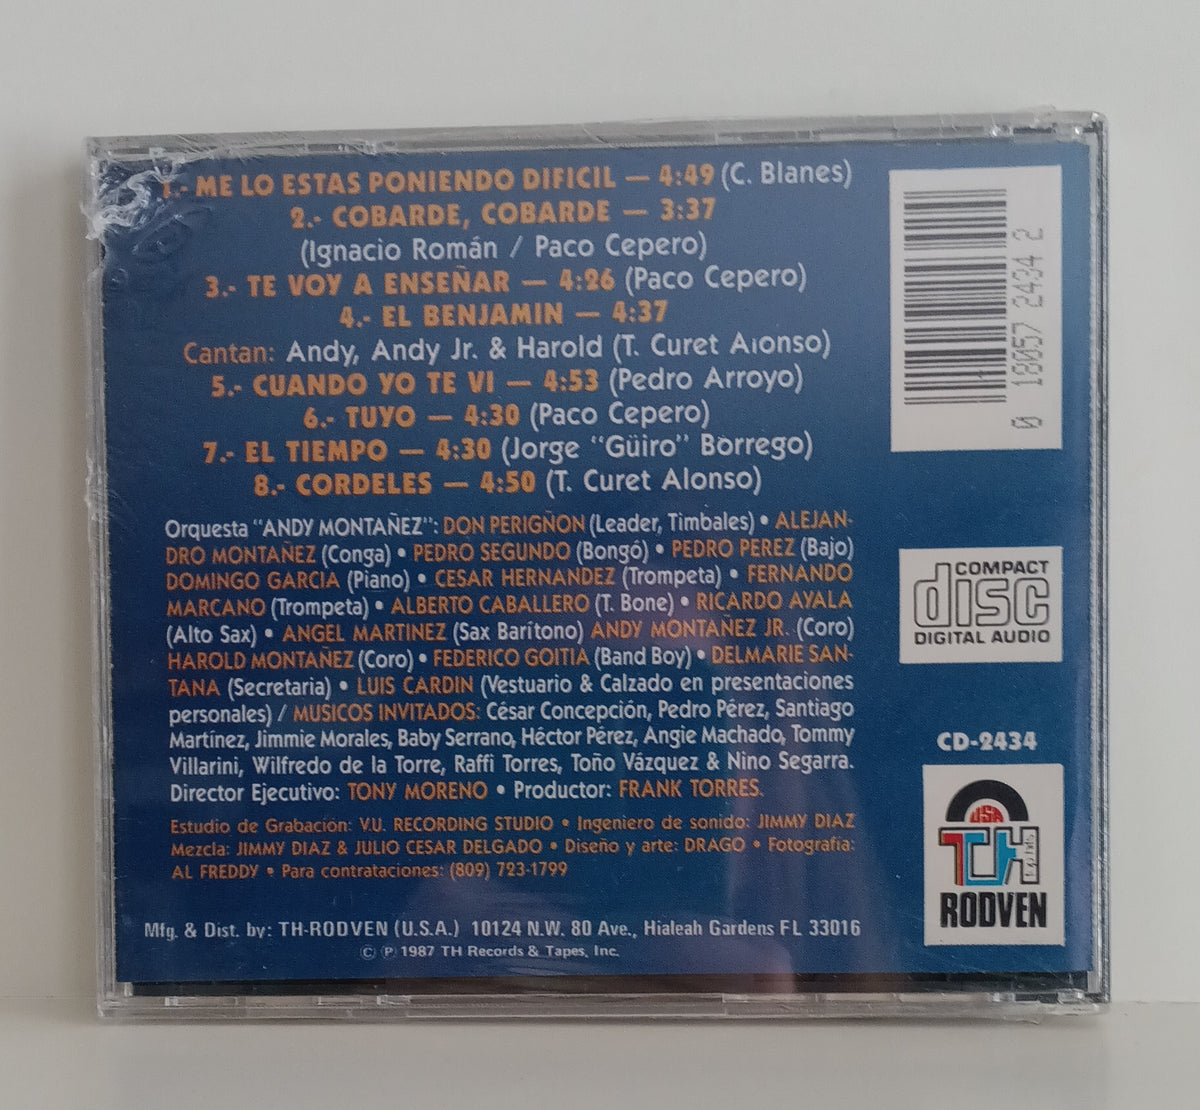 1.- ME LO ESTAS PONIENDO DIFICIL — 4:49 (C. Blanes)
2.- COBARDE, COBARDE — 3:37
(Ignacio Román / Paco Cepero)
3.- TE VOY A ENSEÑAR — 4:26 (Paco Cepero)
4.- EL BENJAMIN — 4:37
Cantan: Andy, Andy Jr. & Harold (T. Curet Alonso)
5.- CUANDO YO TE VI — 4:53 (Pedro Arroyo)
6.- TUYO — 4:30 (Paco Cepero)
7.- EL TIEMPO — 4:30 (Jorge "Güiro" Borrego)
8.- CORDELES — 4:50 (T. Curet Alonso)
Orquesta "ANDY MONTAÑEZ": DON PERIGÑON (Leader, Timbales) • ALEJAN-
DRO MONTAÑEZ (Conga) • PEDRO SEGUNDO (Bongó) • PEDRO PEREZ (Bajo)
DOMINGO GARCIA (Piano) • CESAR HERNANDEZ (Trompeta) • FERNANDO
MARCANO (Trompeta) • ALBERTO CABALLERO (T. Bone) • RICARDO AYALA
(Alto Sax) • ANGEL MARTINEZ (Sax Barítono) ANDY MONTAÑEZ JR. (Coro)
HAROLD MONTAÑEZ (Coro) • FEDERICO GOITIA (Band Boy) • DELMARIE SAN-
TANA (Secretaria) • LUIS CARDIN (Vestuario & Calzado en presentaciones
personales) / MUSICOS INVITADOS: César Concepción, Pedro Pérez, Santiago
Martínez, Jimmie Morales, Baby Serrano, Héctor Pérez, Angie Machado, Tommy
Villarini, Wilfredo de la Torre, Raffi Torres, Toño Vázquez & Nino Segarra.
Director Ejecutivo: TONY MORENO • Productor: FRANK TORRES.
Estudio de Grabación: V.U. RECORDING STUDIO • Ingeniero de sonido: JIMMY DIAZ
Mezcla: JIMMY DIAZ & JULIO CESAR DELGADO • Diseño y arte: DRAGO • Fotografía:
AL FREDDY • Para contrataciones: (809) 723-1799
Mfg. & Dist. by: TH-RODVEN (U.S.A.) 10124 N.W. 80 Ave., Hialeah Gardens FL 33016
© ℗ 1987 TH Records & Tapes, Inc.
0 18057 2434 2
COMPACT
disc
DIGITAL AUDIO
CD-2434
USA
TH
RODVEN